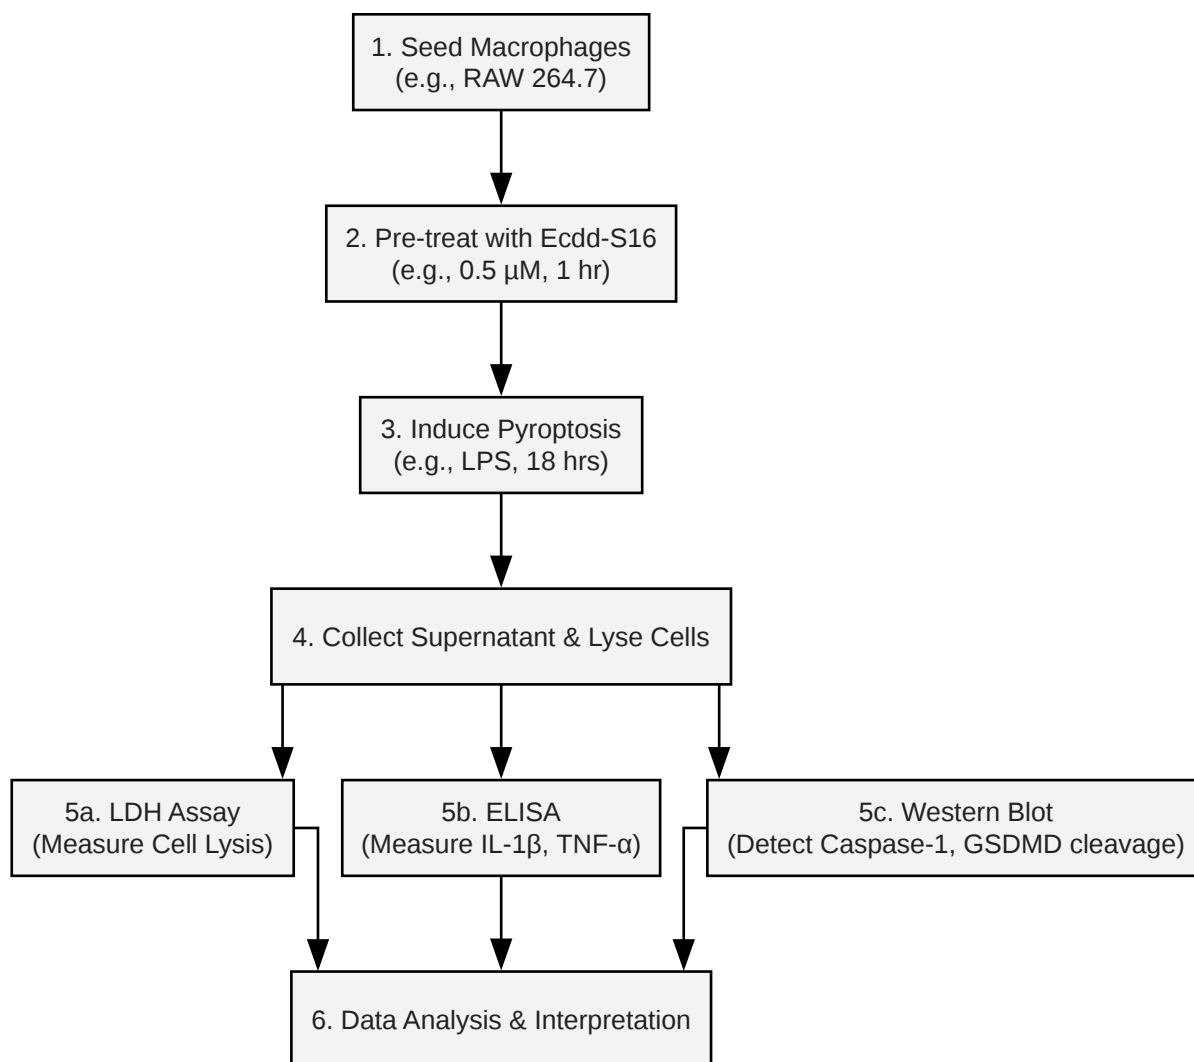 1. Seed Macrophages
(e.g., RAW 264.7)
2. Pre-treat with Ecdd-S16
(e.g., 0.5 μM, 1 hr)
3. Induce Pyroptosis
(e.g., LPS, 18 hrs)
4. Collect Supernatant & Lyse Cells
5a. LDH Assay
(Measure Cell Lysis)
5b. ELISA
(Measure IL-1β, TNF-α)
5c. Western Blot
(Detect Caspase-1, GSDMD cleavage)
6. Data Analysis & Interpretation